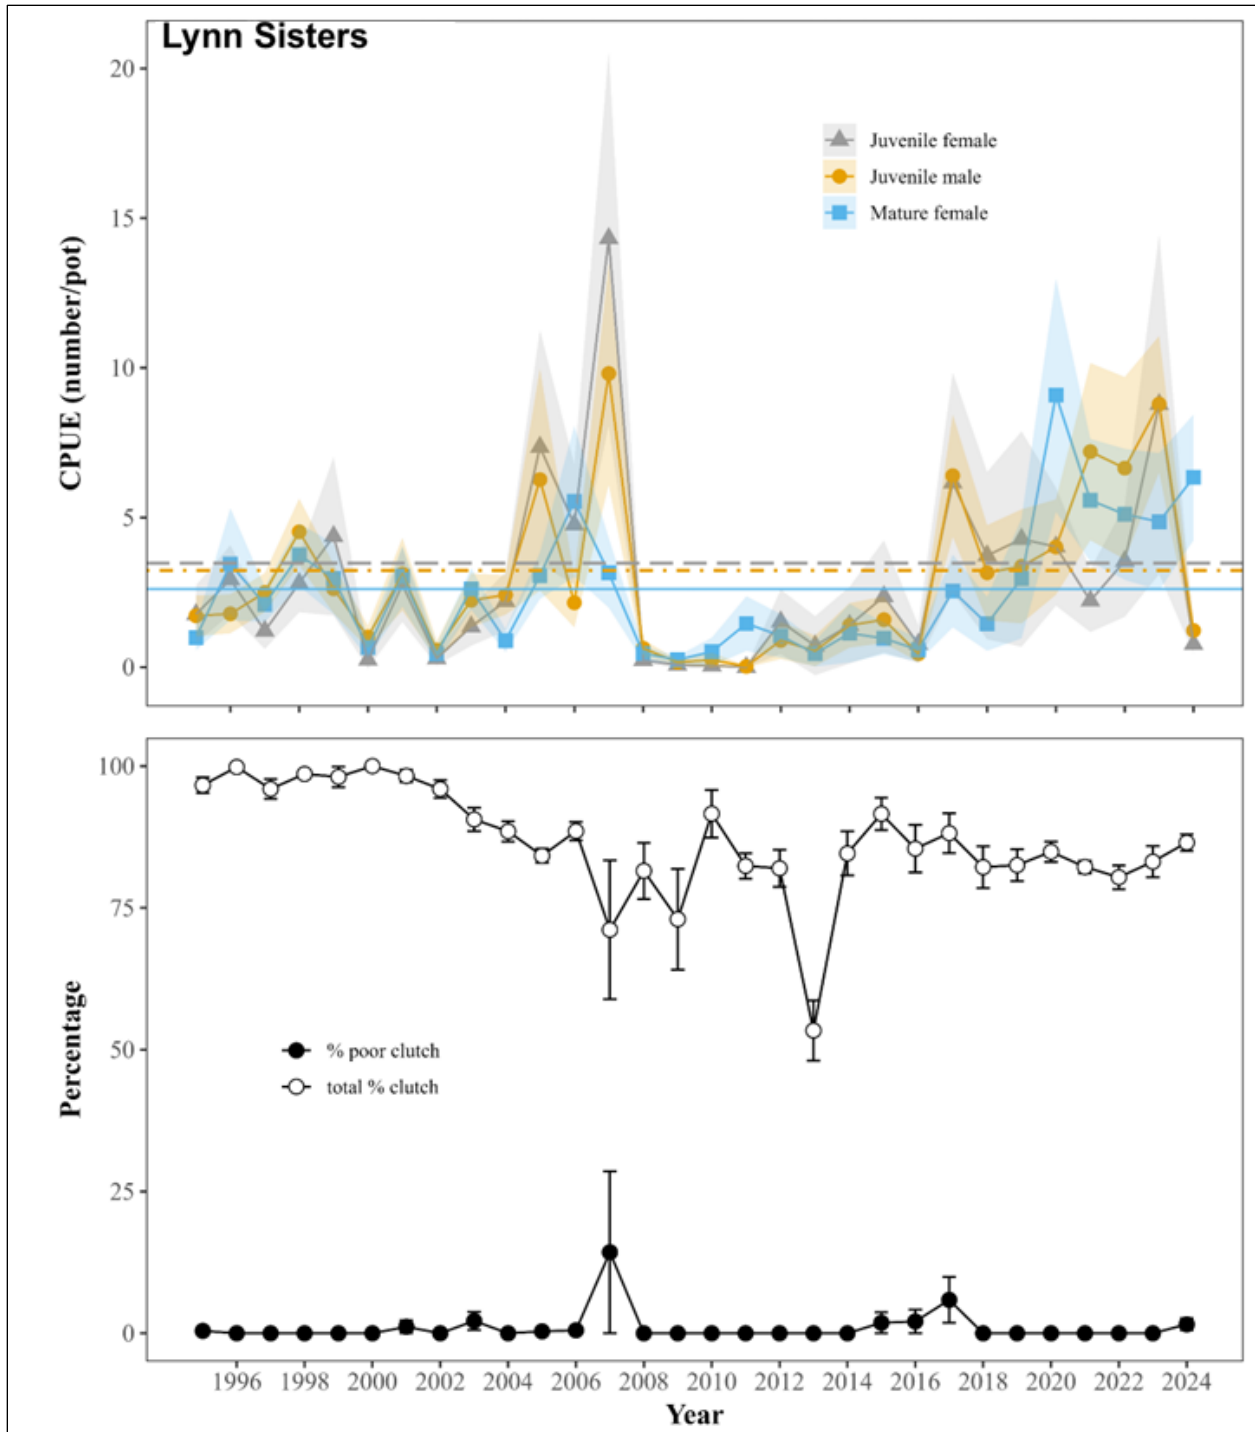 Lynn Sisters
20
15
10
5
0
CPUE (number/pot)
Juvenile female
Juvenile male
Mature female
100
75
50
25
0
Percentage
% poor clutch
total % clutch
1996 1998 2000 2002 2004 2006 2008 2010 2012 2014 2016 2018 2020 2022 2024
Year